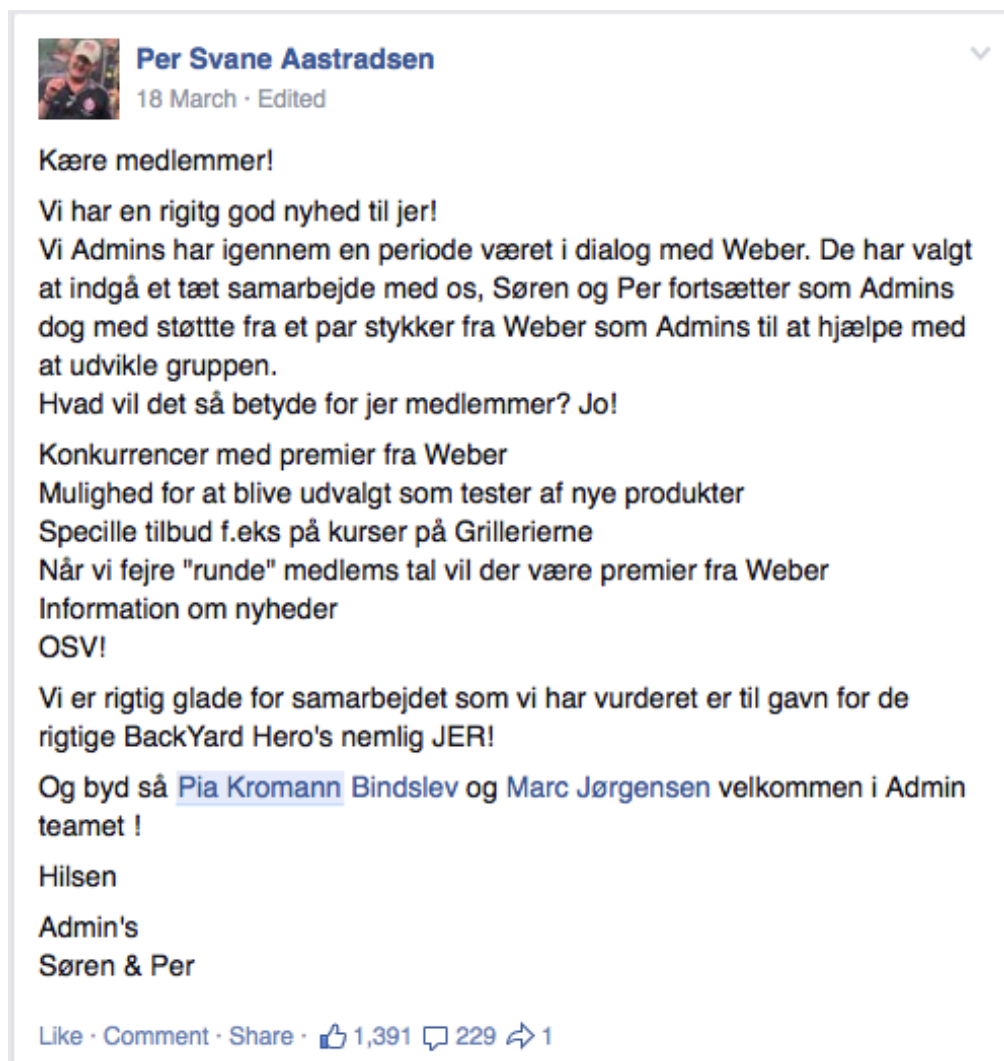 Per Svane Aastradsen
18 March · Edited
Kære medlemmer!
Vi har en rigitg god nyhed til jer!
Vi Admins har igennem en periode været i dialog med Weber. De har valgt
at indgå et tæt samarbejde med os, Søren og Per fortsætter som Admins
dog med støttte fra et par stykker fra Weber som Admins til at hjælpe med
at udvikle gruppen.
Hvad vil det så betyde for jer medlemmer? Jo!
Konkurrencer med premier fra Weber
Mulighed for at blive udvalgt som tester af nye produkter
Specille tilbud f.eks på kurser på Grillerierne
Når vi fejre "runde" medlems tal vil der være premier fra Weber
Information om nyheder
OSV!
Vi er rigtig glade for samarbejdet som vi har vurderet er til gavn for de
rigtige BackYard Hero's nemlig JER!
Og byd så Pia Kromann Bindslev og Marc Jørgensen velkommen i Admin
teamet !
Hilsen
Admin's
Søren & Per
Like · Comment · Share · 1,391 229 1